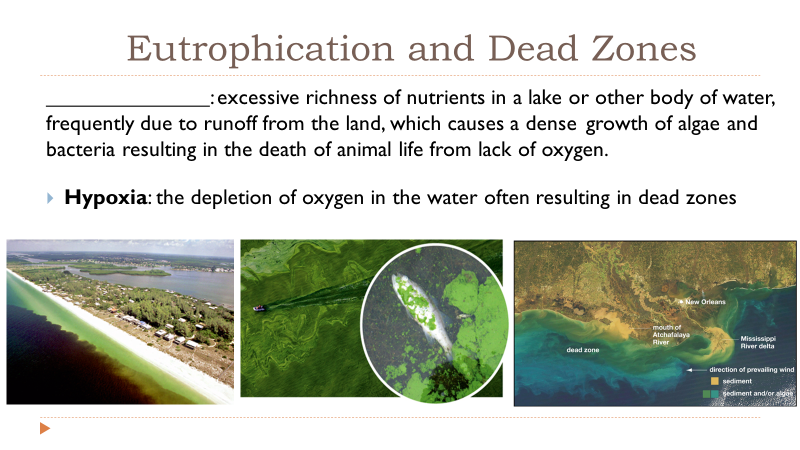 Eutrophication and Dead Zones
_______________: excessive richness of nutrients in a lake or other body of water,
frequently due to runoff from the land, which causes a dense growth of algae and
bacteria resulting in the death of animal life from lack of oxygen.
Hypoxia: the depletion of oxygen in the water often resulting in dead zones
New Orleans
mouth of
Atchafalaya
River
Mississippi
River delta
dead zone
direction of prevailing wind
sediment
sediment and/or algae